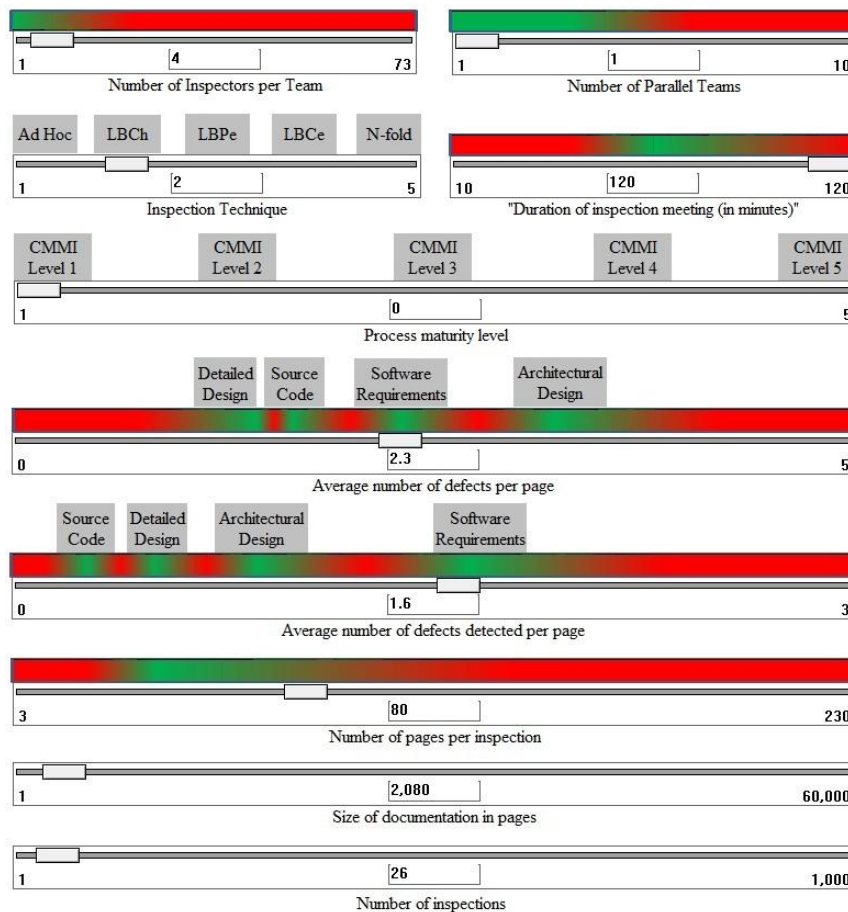 4
1
73
Number of Inspectors per Team
1
1
10
Number of Parallel Teams
Ad Hoc
LBCh
LBPe
LBCe
N-fold
2
1
5
Inspection Technique
120
10
120
"Duration of inspection meeting (in minutes)"
CMMI
Level 1
CMMI
Level 2
CMMI
Level 3
CMMI
Level 4
CMMI
Level 5
0
1
5
Process maturity level
Detailed
Design
Source
Code
Software
Requirements
Architectural
Design
2.3
0
5
Average number of defects per page
Source
Code
Detailed
Design
Architectural
Design
Software
Requirements
1.6
0
3
Average number of defects detected per page
80
3
230
Number of pages per inspection
2,080
1
60,000
Size of documentation in pages
26
1
1,000
Number of inspections